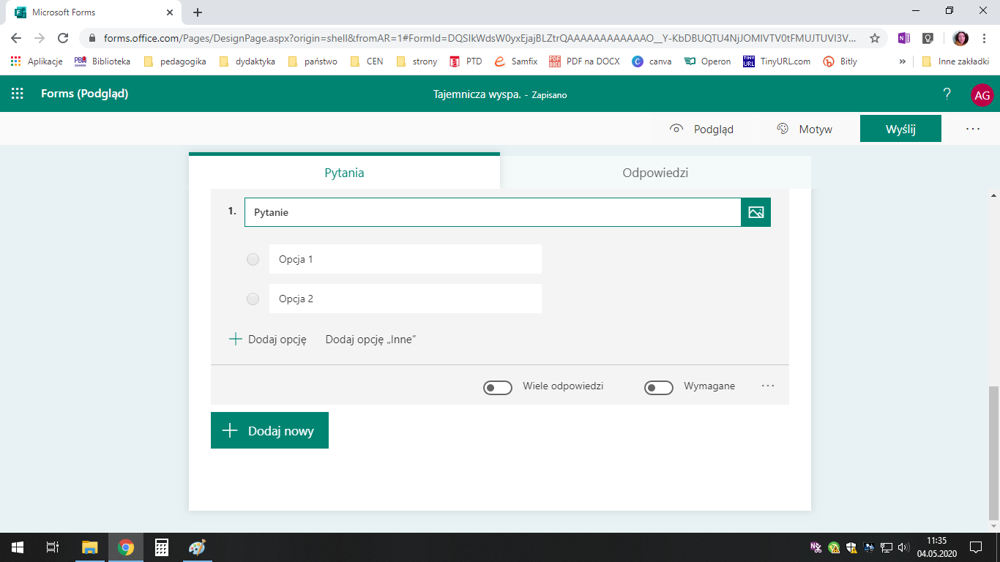 Microsoft Forms
forms.office.com/Pages/DesignPage.aspx?origin=shell&fromAR=1#FormId=DQSIkWdsW0yxEjajBLZtrQAAAAAAAAAAAAO__Y-KbDBUQTU4NjJOMlVTV0tFMUJTUVI3V...
Aplikacje PBW GDAŃSK Biblioteka pedagogika dydaktyka państwo CEN strony PTD Samfix PDF na DOCX canva Operon TinyURL.com Bitly » Inne zakładki
Forms (Podgląd) Tajemnicza wyspa. - Zapisano ? AG
Podgląd Motyw Wyślij ...
Pytania Odpowiedzi
1. Pytanie
Opcja 1
Opcja 2
Dodaj opcję Dodaj opcję „Inne”
Wiele odpowiedzi Wymagane ...
Dodaj nowy
11:35
04.05.2020